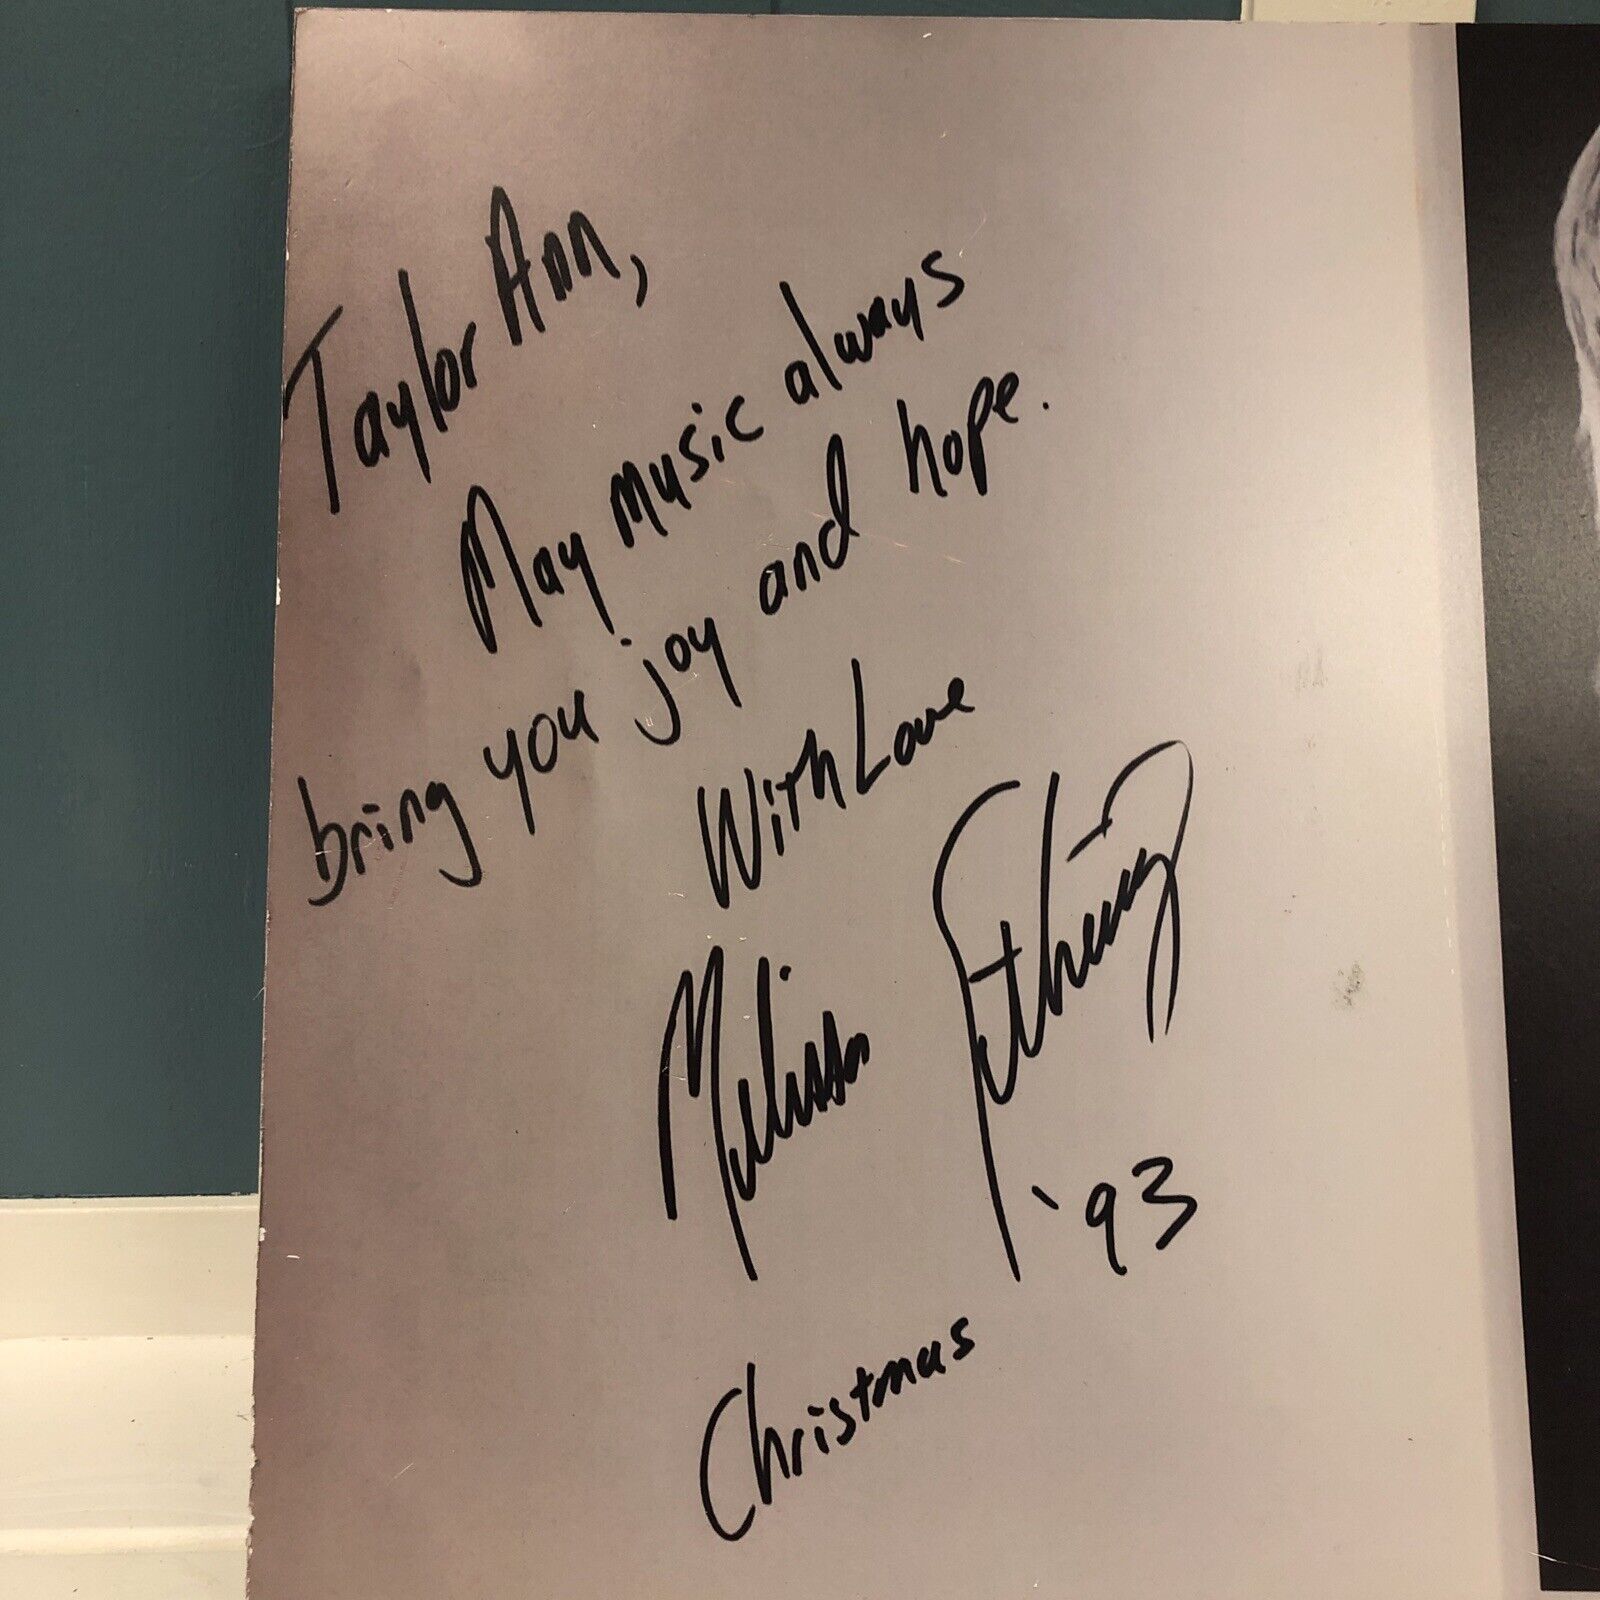 Taylor Ann,
May music always
bring you joy and hope.
With Love
Melissa Etheridge
'93
Christmas